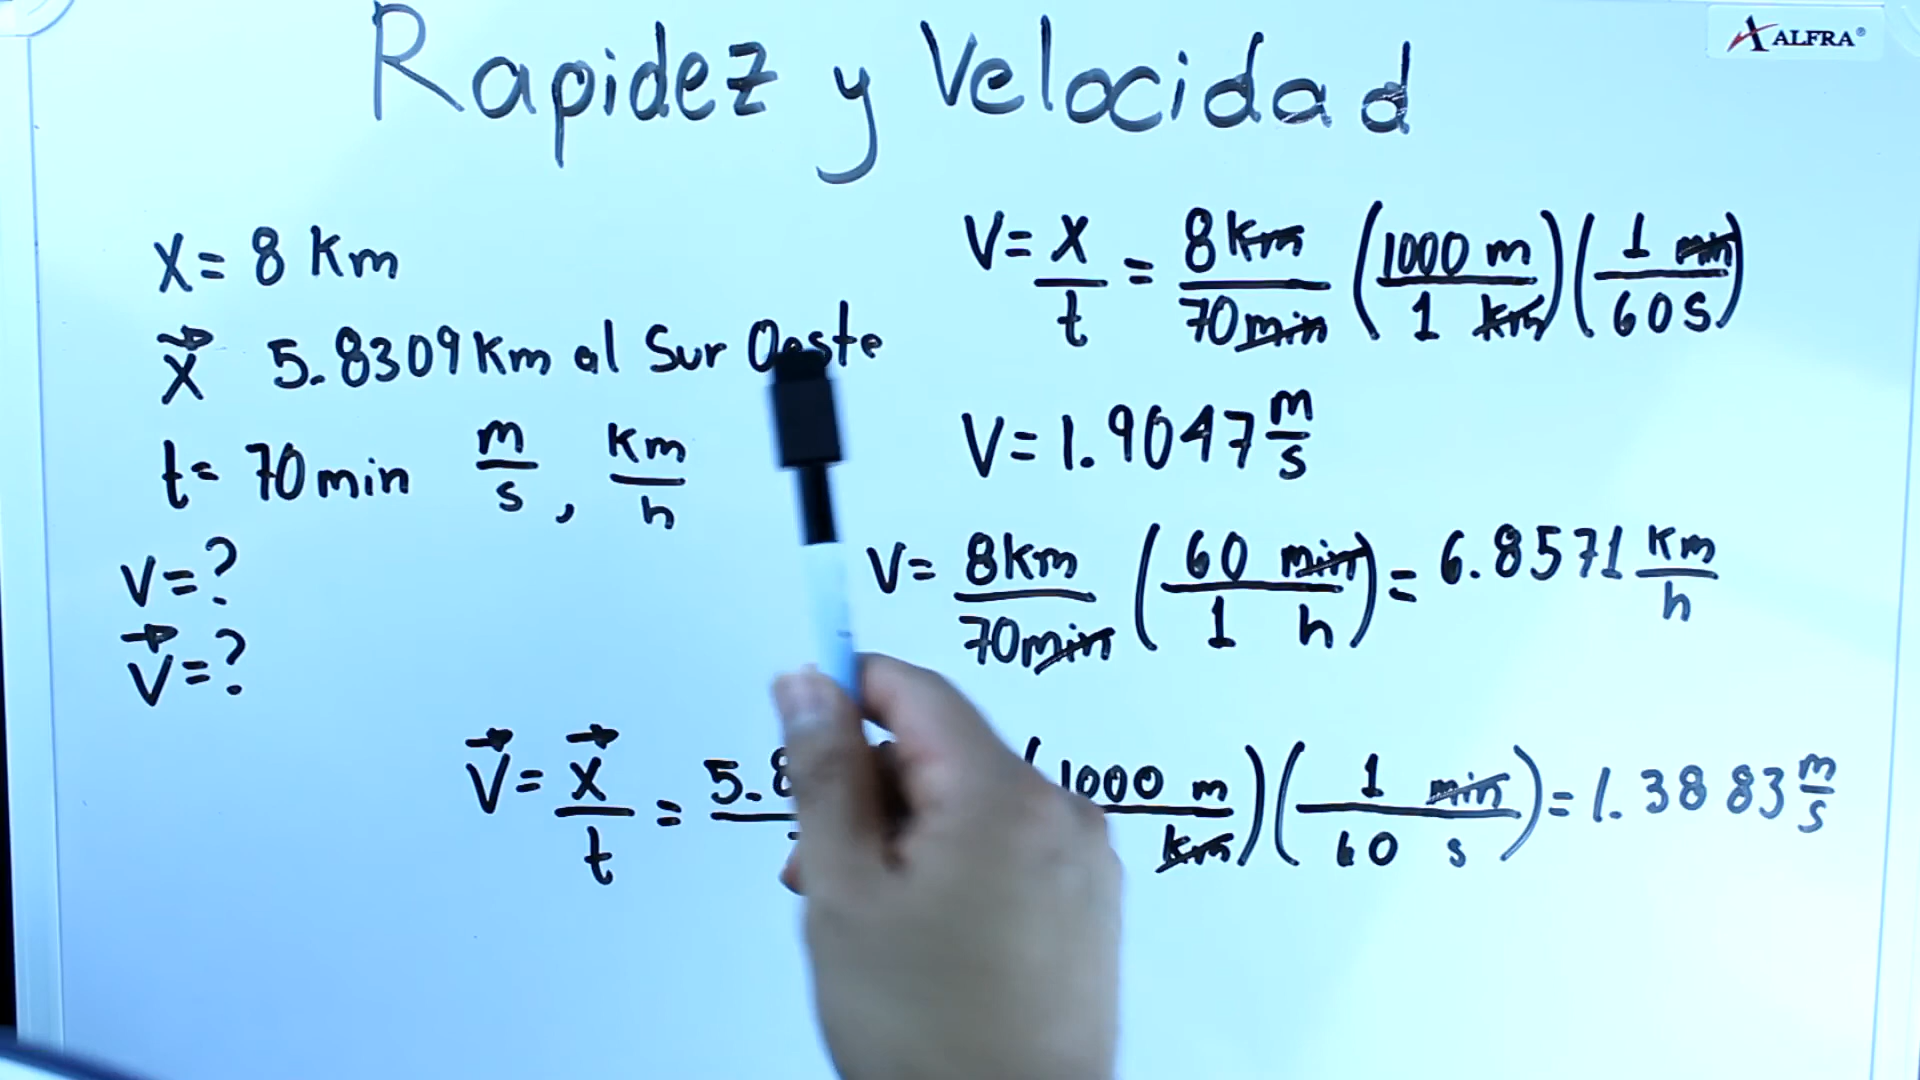 Rapidez y Velocidad
ALFRA®
x = 8 Km
x⃗ 5.8309 Km al Sur Oeste
t = 70 min m/s, Km/h
v = ?
v⃗ = ?
V = x/t = 8 Km/70 min (1000 m/1 Km)(1 min/60 s)
V = 1.9047 m/s
V = 8 Km/70 min (60 min/1 h) = 6.8571 Km/h
v⃗ = x⃗/t = 5.8 (1000 m/Km)(1 min/60 s) = 1.3883 m/s